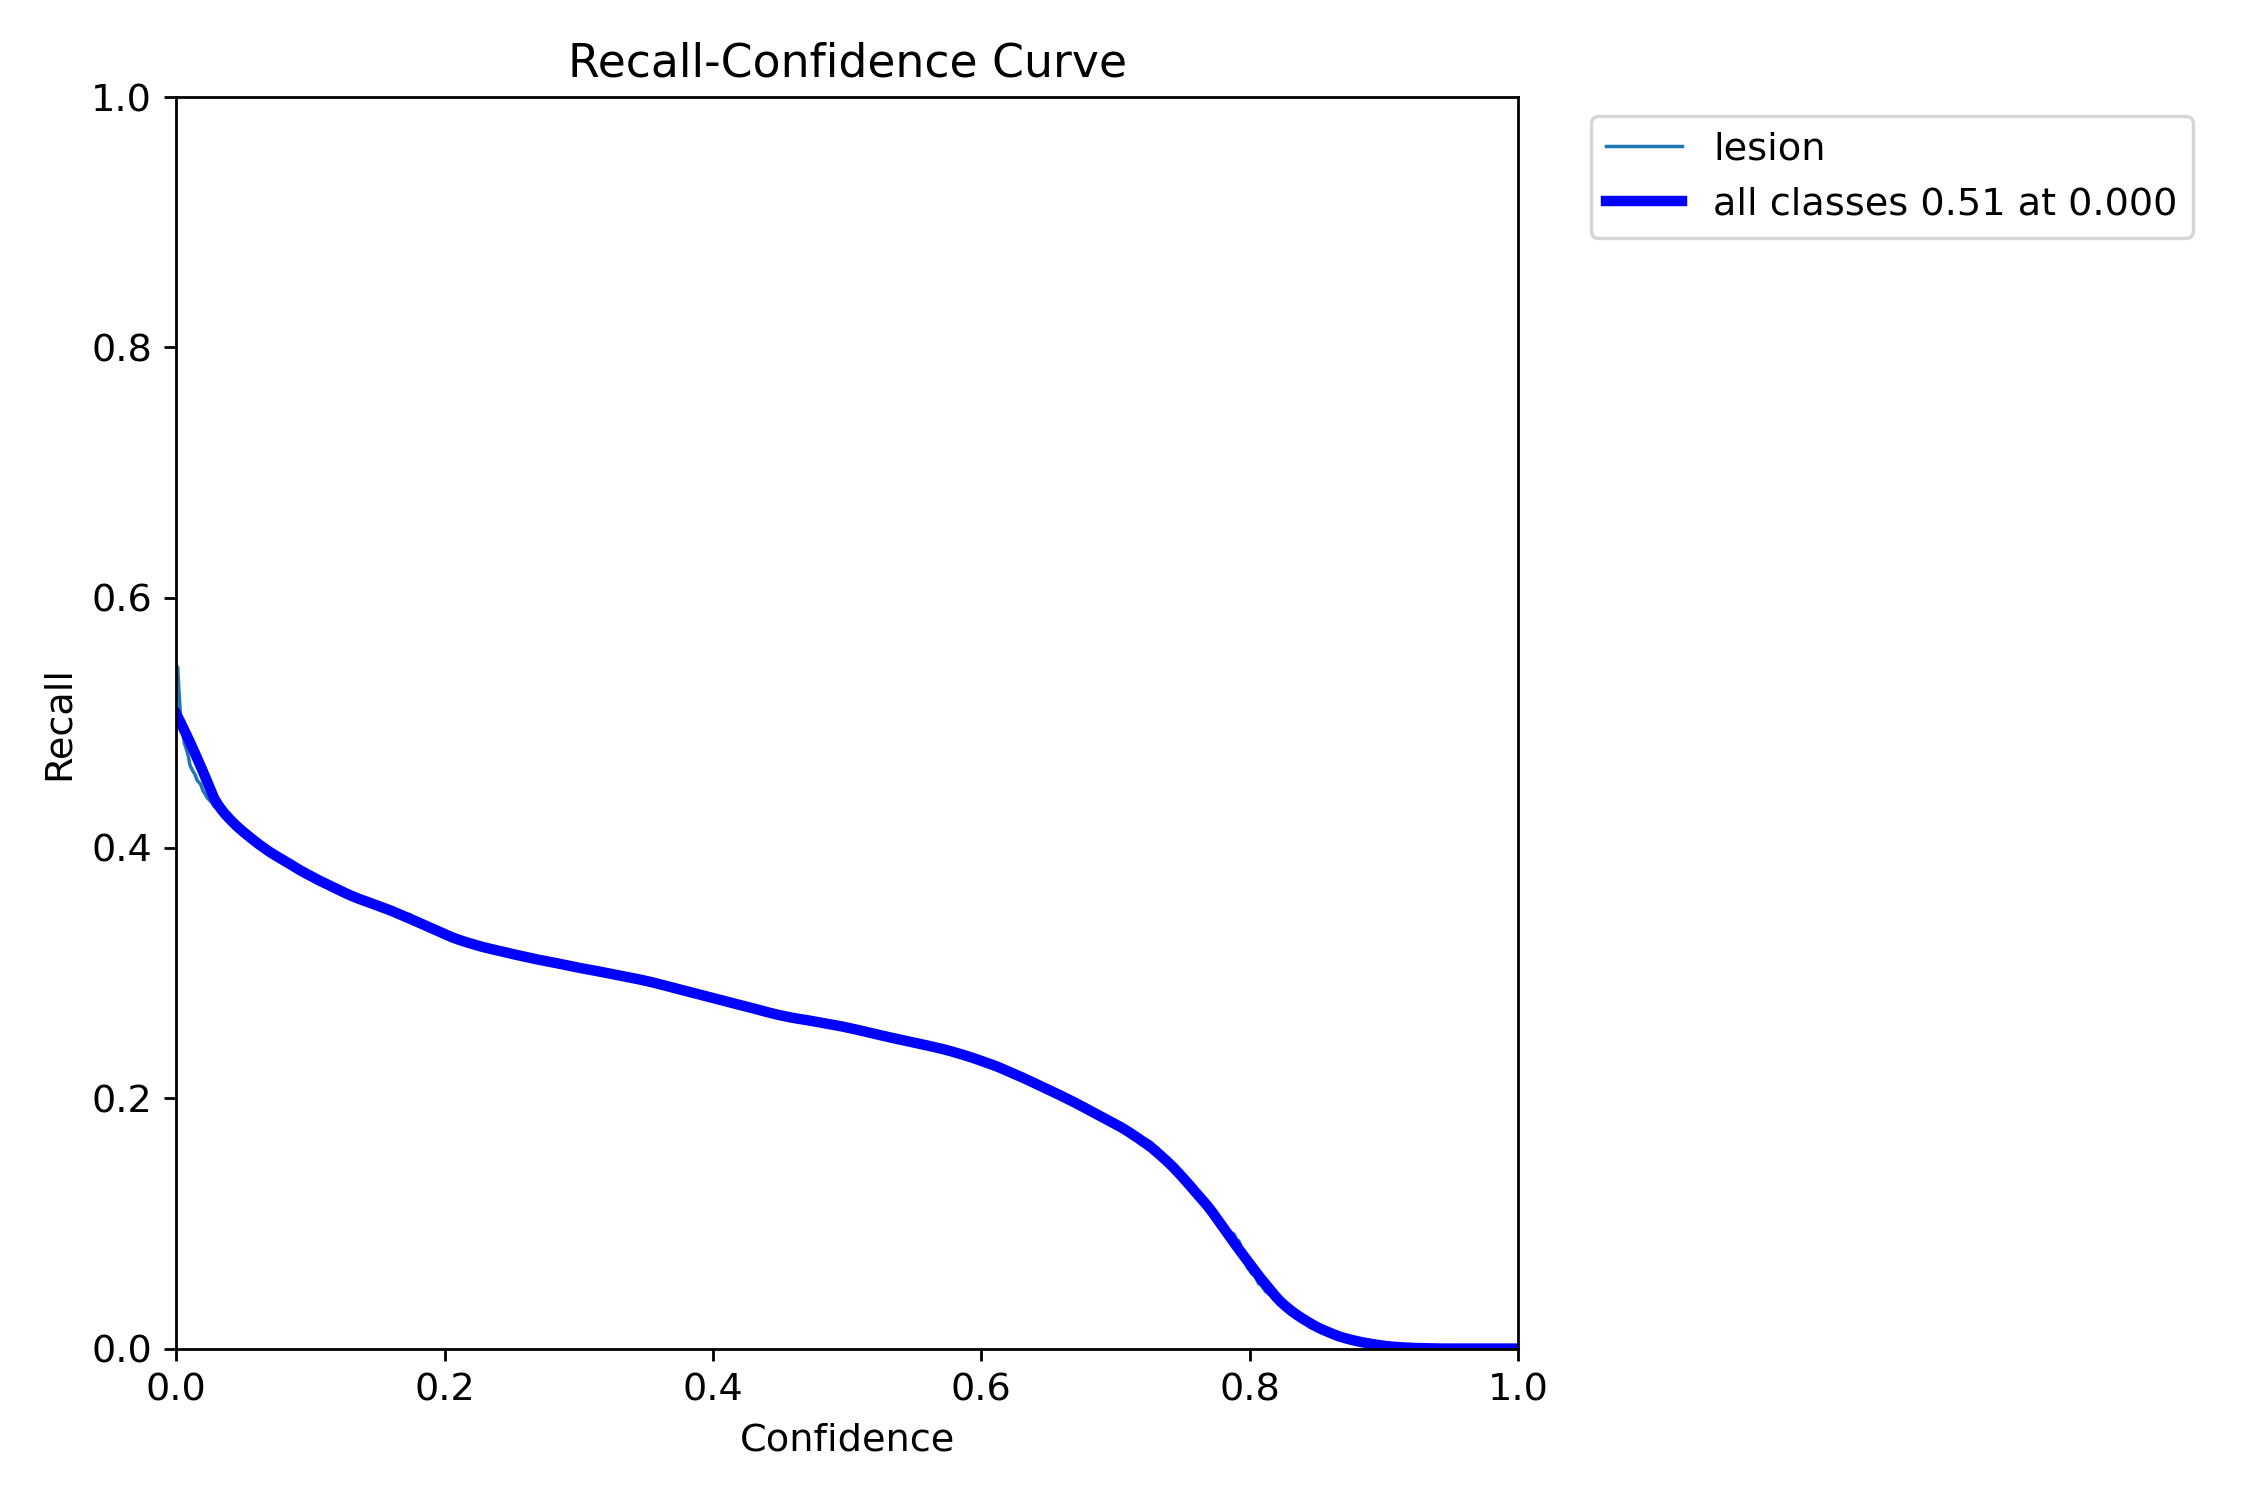 Recall-Confidence Curve
lesion
all classes 0.51 at 0.000
1.0
0.8
0.6
0.4
0.2
0.0
Recall
0.0 0.2 0.4 0.6 0.8 1.0
Confidence